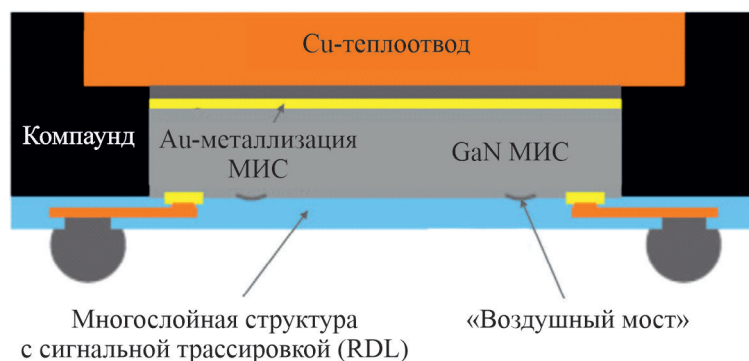 Cu-теплоотвод
Компаунд
Au-металлизация
МИС
GaN МИС
Многослойная структура
с сигнальной трассировкой (RDL)
«Воздушный мост»